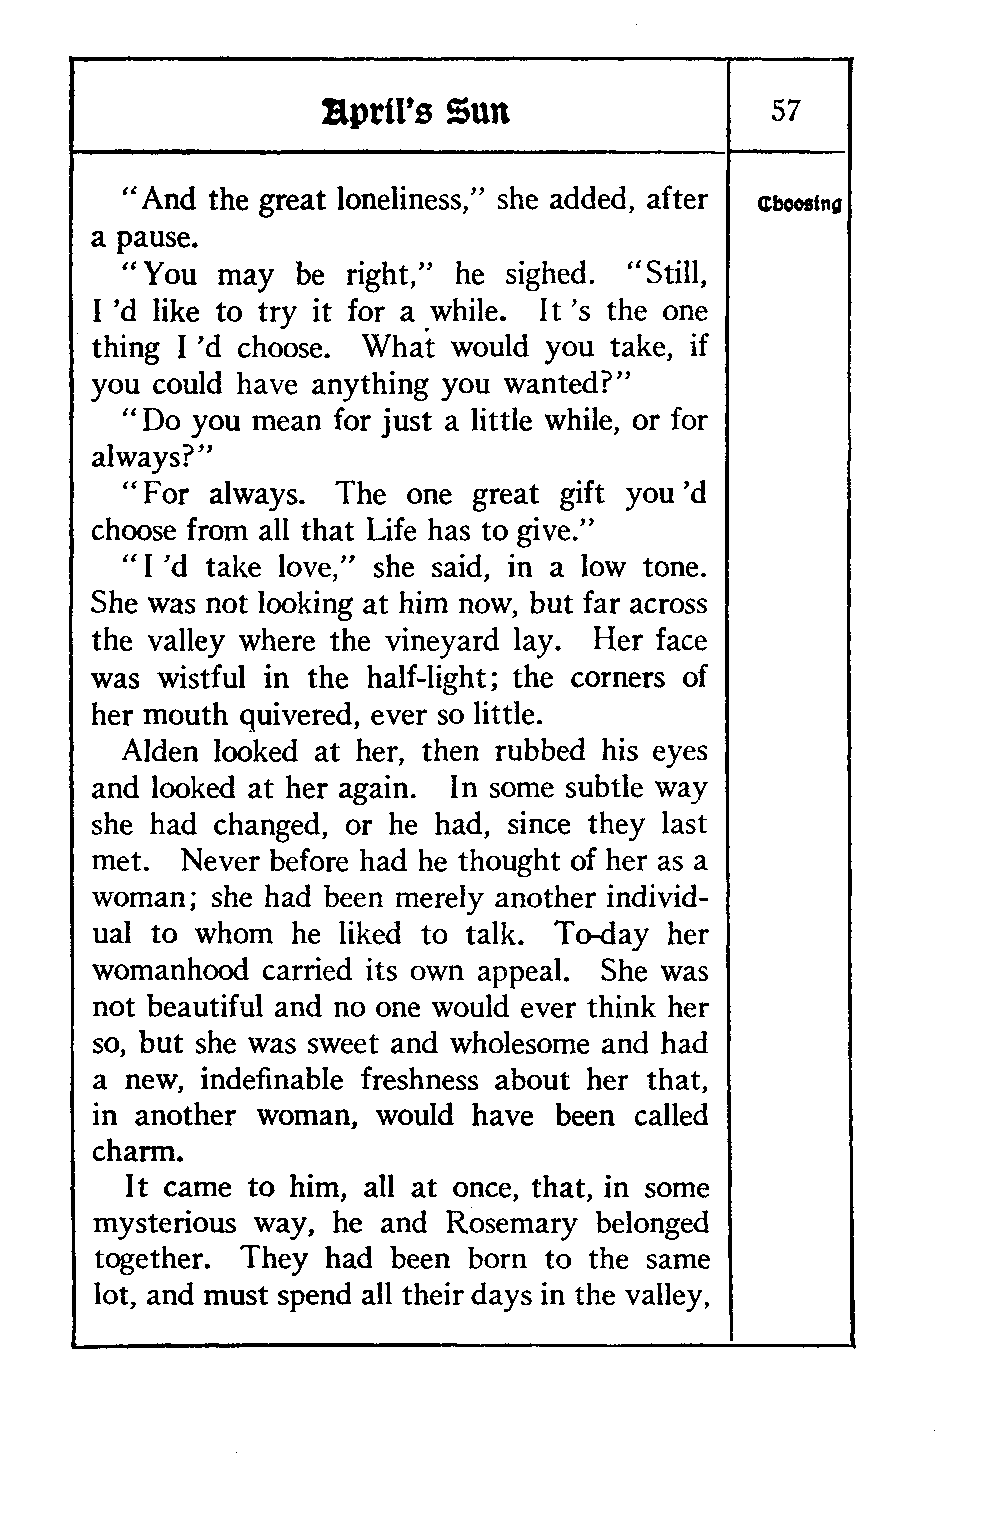 April's Sun
57
Choosing
"And the great loneliness," she added, after
a pause.
"You may be right," he sighed. "Still,
I 'd like to try it for a while. It 's the one
thing I 'd choose. What would you take, if
you could have anything you wanted?"
"Do you mean for just a little while, or for
always?"
"For always. The one great gift you 'd
choose from all that Life has to give."
"I 'd take love," she said, in a low tone.
She was not looking at him now, but far across
the valley where the vineyard lay. Her face
was wistful in the half-light; the corners of
her mouth quivered, ever so little.
Alden looked at her, then rubbed his eyes
and looked at her again. In some subtle way
she had changed, or he had, since they last
met. Never before had he thought of her as a
woman; she had been merely another individ-
ual to whom he liked to talk. To-day her
womanhood carried its own appeal. She was
not beautiful and no one would ever think her
so, but she was sweet and wholesome and had
a new, indefinable freshness about her that,
in another woman, would have been called
charm.
It came to him, all at once, that, in some
mysterious way, he and Rosemary belonged
together. They had been born to the same
lot, and must spend all their days in the valley,